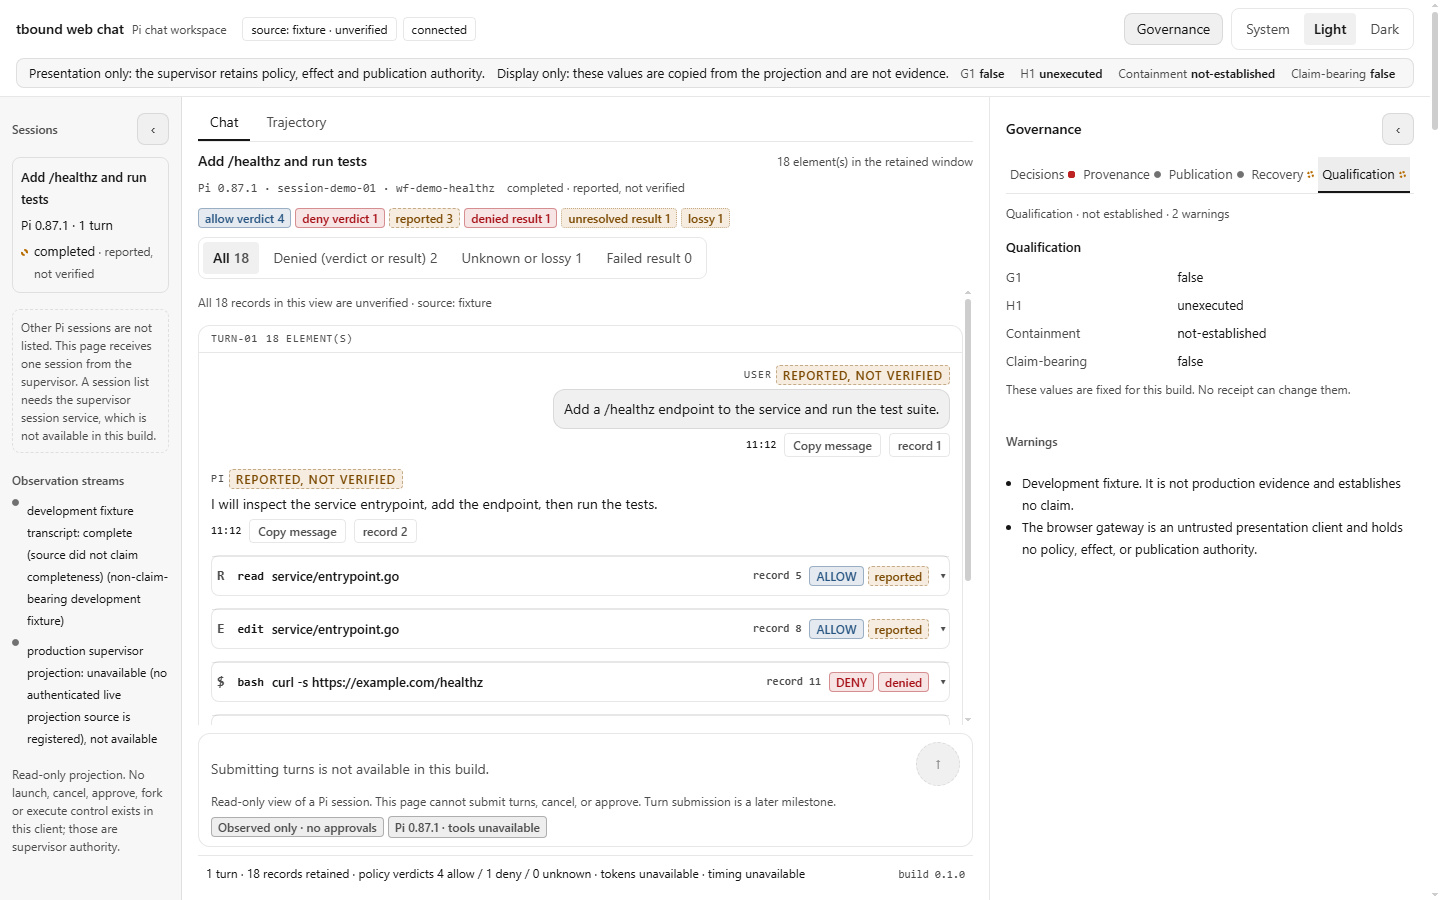 tbound web chat Pi chat workspace source: fixture · unverified connected Governance System Light Dark
Presentation only: the supervisor retains policy, effect and publication authority. Display only: these values are copied from the projection and are not evidence. G1 false H1 unexecuted Containment not-established Claim-bearing false
Sessions ‹
Add /healthz and run
tests
Pi 0.87.1 · 1 turn
completed · reported,
not verified
Other Pi sessions are not
listed. This page receives
one session from the
supervisor. A session list
needs the supervisor
session service, which is
not available in this build.
Observation streams
development fixture
transcript: complete
(source did not claim
completeness) (non-claim-
bearing development
fixture)
production supervisor
projection: unavailable (no
authenticated live
projection source is
registered), not available
Read-only projection. No
launch, cancel, approve, fork
or execute control exists in
this client; those are
supervisor authority.
Chat Trajectory
Add /healthz and run tests 18 element(s) in the retained window
Pi 0.87.1 · session-demo-01 · wf-demo-healthz completed · reported, not verified
allow verdict 4 deny verdict 1 reported 3 denied result 1 unresolved result 1 lossy 1
All 18 Denied (verdict or result) 2 Unknown or lossy 1 Failed result 0
All 18 records in this view are unverified · source: fixture
TURN-01 18 ELEMENT(S)
USER REPORTED, NOT VERIFIED
Add a /healthz endpoint to the service and run the test suite.
11:12 Copy message record 1
PI REPORTED, NOT VERIFIED
I will inspect the service entrypoint, add the endpoint, then run the tests.
11:12 Copy message record 2
R read service/entrypoint.go record 5 ALLOW reported ▾
E edit service/entrypoint.go record 8 ALLOW reported ▾
$ bash curl -s https://example.com/healthz record 11 DENY denied ▾
Submitting turns is not available in this build. ↑
Read-only view of a Pi session. This page cannot submit turns, cancel, or approve. Turn submission is a later milestone.
Observed only · no approvals Pi 0.87.1 · tools unavailable
1 turn · 18 records retained · policy verdicts 4 allow / 1 deny / 0 unknown · tokens unavailable · timing unavailable build 0.1.0
Governance ‹
Decisions Provenance Publication Recovery Qualification
Qualification · not established · 2 warnings
Qualification
G1 false
H1 unexecuted
Containment not-established
Claim-bearing false
These values are fixed for this build. No receipt can change them.
Warnings
Development fixture. It is not production evidence and establishes
no claim.
The browser gateway is an untrusted presentation client and holds
no policy, effect, or publication authority.